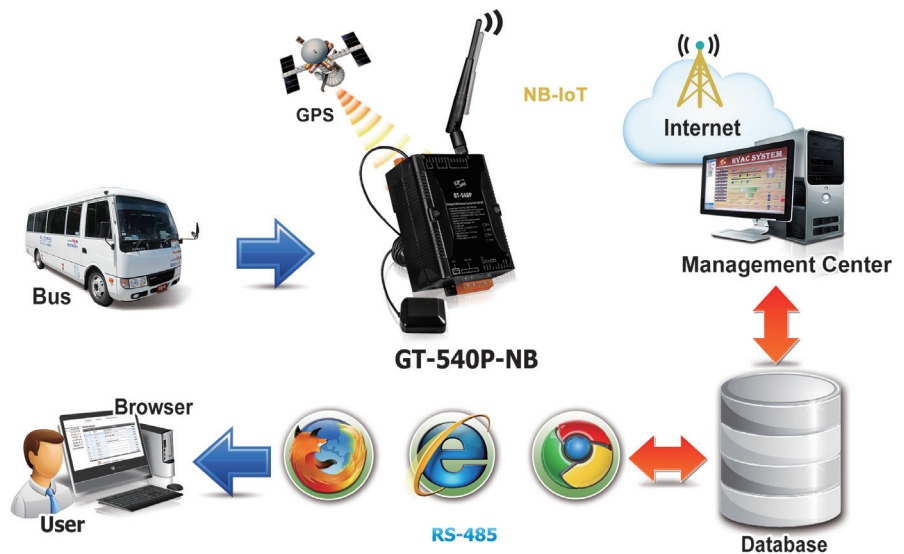 GPS
NB-IoT
Internet
HVAC SYSTEM
GT-540P
Bus
Management Center
GT-540P-NB
Browser
User
RS-485
Database